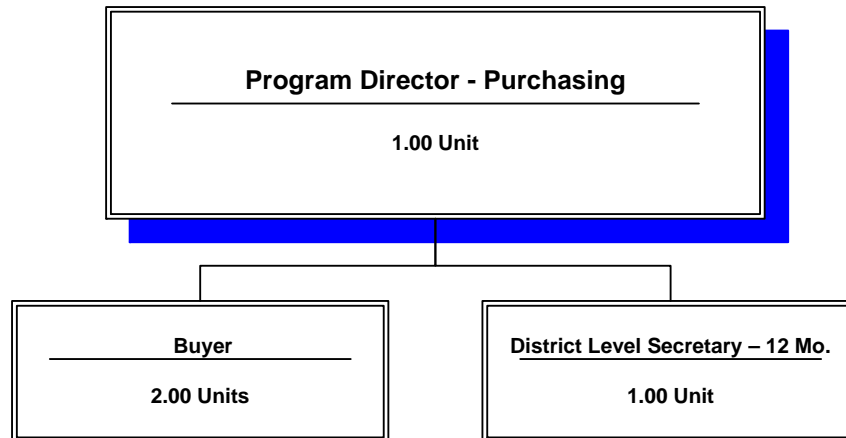 Program Director - Purchasing
1.00 Unit
Buyer
2.00 Units
District Level Secretary – 12 Mo.
1.00 Unit